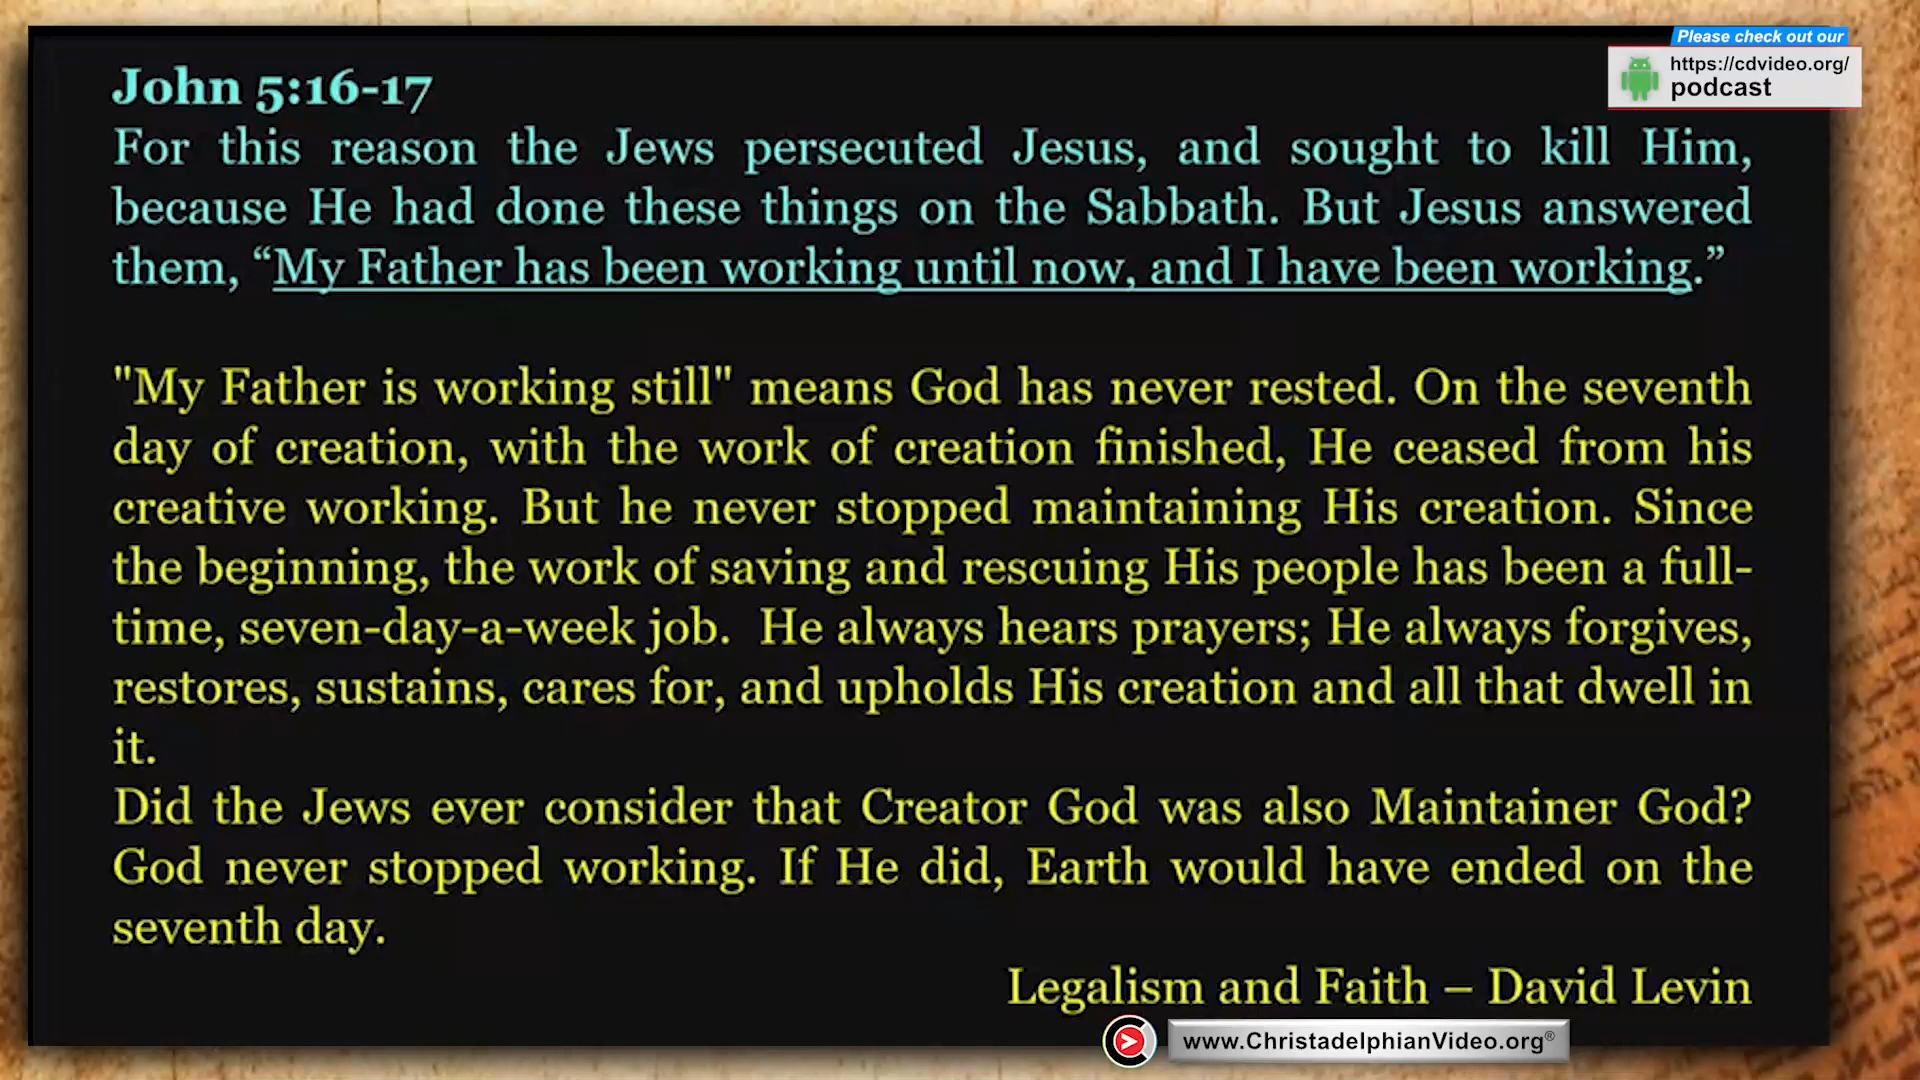 Please check out our
https://cdvideo.org/
podcast
John 5:16-17
For this reason the Jews persecuted Jesus, and sought to kill Him,
because He had done these things on the Sabbath. But Jesus answered
them, “My Father has been working until now, and I have been working.”
"My Father is working still" means God has never rested. On the seventh
day of creation, with the work of creation finished, He ceased from his
creative working. But he never stopped maintaining His creation. Since
the beginning, the work of saving and rescuing His people has been a full-
time, seven-day-a-week job.  He always hears prayers; He always forgives,
restores, sustains, cares for, and upholds His creation and all that dwell in
it.
Did the Jews ever consider that Creator God was also Maintainer God?
God never stopped working. If He did, Earth would have ended on the
seventh day.
Legalism and Faith – David Levin
www.ChristadelphianVideo.org®